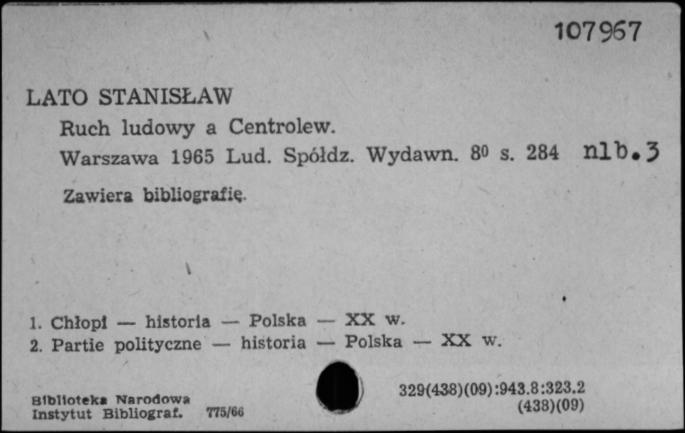 107967
LATO STANISŁAW
Ruch ludowy a Centrolew.
Warszawa 1965 Lud. Spółdz. Wydawn. 8⁰ s. 284 nlb.3
Zawiera bibliografię.
1. Chłopi — historia — Polska — XX w.
2. Partie polityczne — historia — Polska — XX w.
Biblioteka Narodowa
Instytut Bibliograf. 775/66
329(438)(09):943.8:323.2
(438)(09)